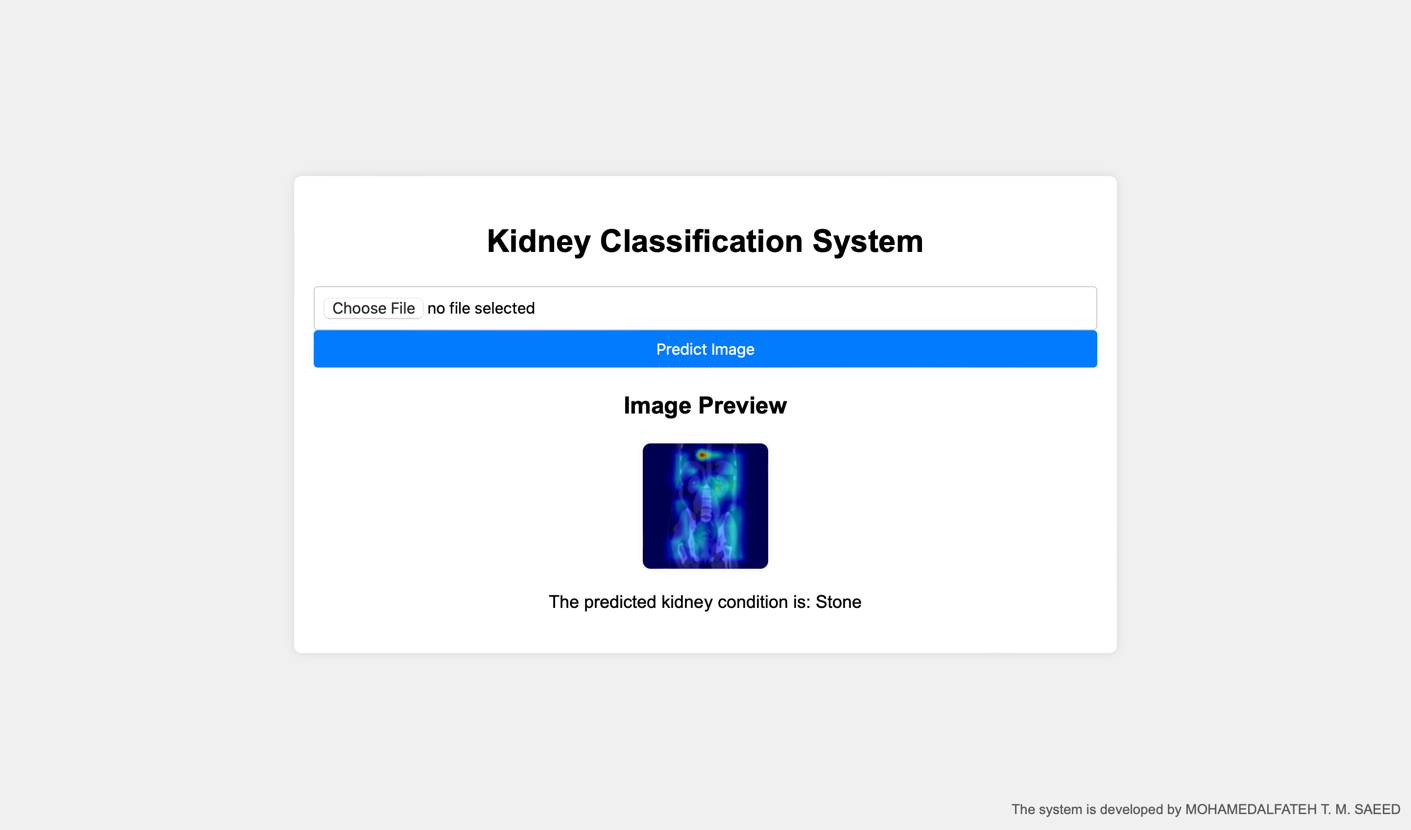 Kidney Classification System
Choose File no file selected
Predict Image
Image Preview
The predicted kidney condition is: Stone
The system is developed by MOHAMEDALFATEH T. M. SAEED